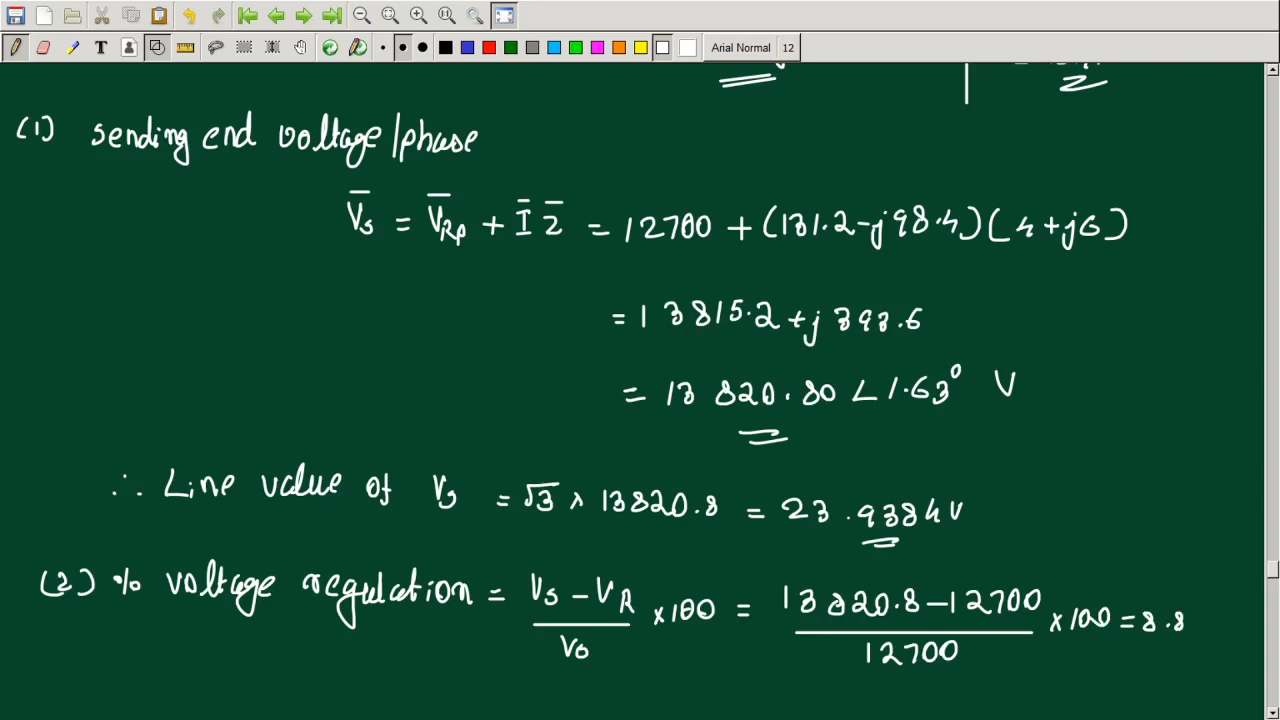 Arial Normal 12
(1) Sending end voltage/phase
V̅s = V̅Rp + I̅ Z̅ = 12700 + (131.2-j98.4)(4+j6)
= 13815.2 + j 393.6
= 13820.80 ∠1.63° V
∴ Line value of Vs = √3 × 13820.8 = 23.938kV
(2) % voltage regulation = Vs - VR / Vs ×100 = 13820.8-12700 / 12700 ×100 = 8.8